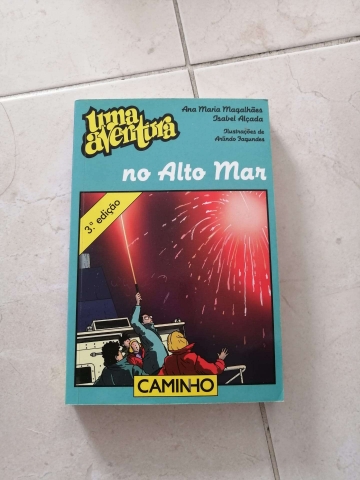 uma
aventura
Ana Maria Magalhães
Isabel Alçada
Ilustrações de
Arlindo Fagundes
no Alto Mar
3.ª edição
CAMINHO